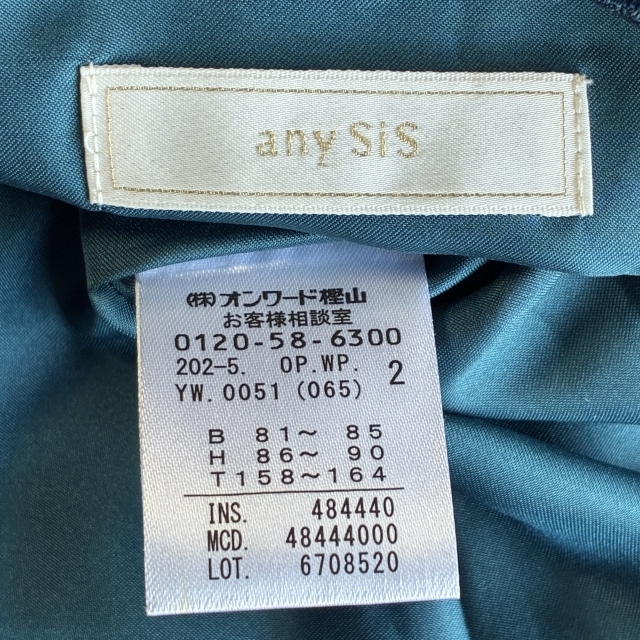 any SiS
(株)オンワード樫山
お客様相談室
0120-58-6300
202-5. OP.WP. 2
YW.0051 (065)
B 81～ 85
H 86～ 90
T158～164
INS. 484440
MCD. 48444000
LOT. 6708520